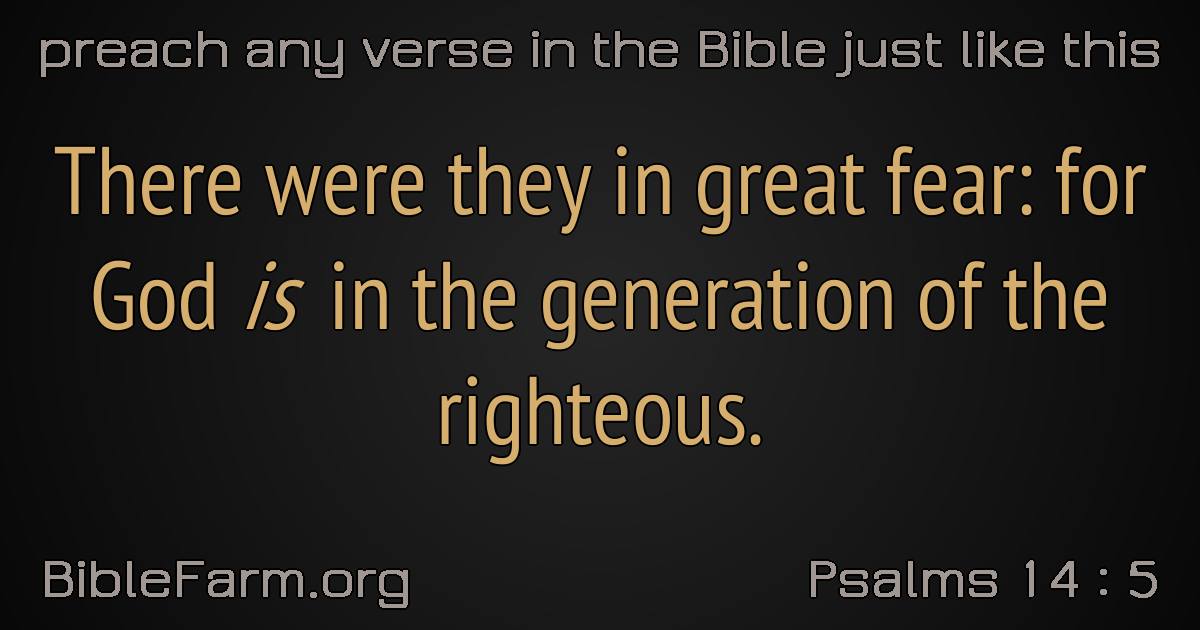 preach any verse in the Bible just like this
There were they in great fear: for
God is in the generation of the
righteous.
BibleFarm.org
Psalms 14 : 5